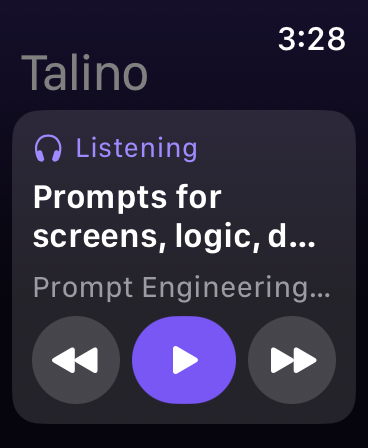 3:28
Talino
Listening
Prompts for
screens, logic, d...
Prompt Engineering...